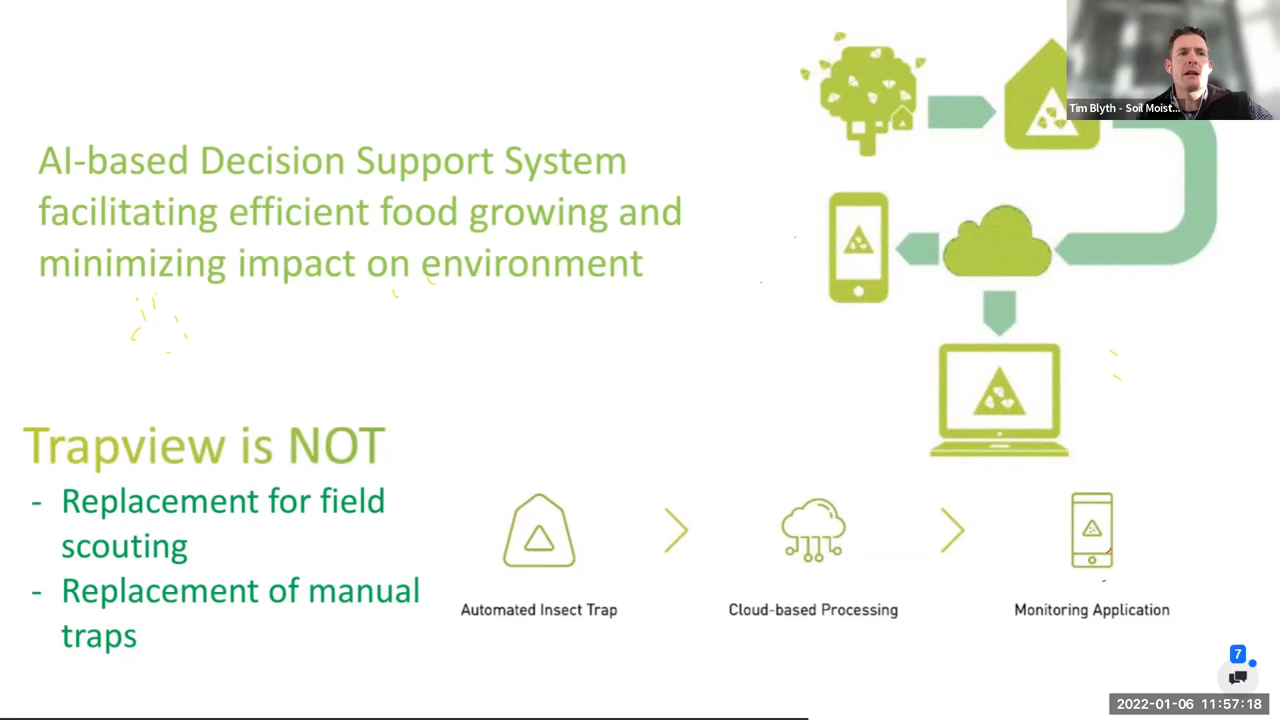 Tim Blyth - Soil Moist...
AI-based Decision Support System
facilitating efficient food growing and
minimizing impact on environment
Trapview is NOT
- Replacement for field
scouting
- Replacement of manual
traps
Automated Insect Trap
Cloud-based Processing
Monitoring Application
7
2022-01-06 11:57:18